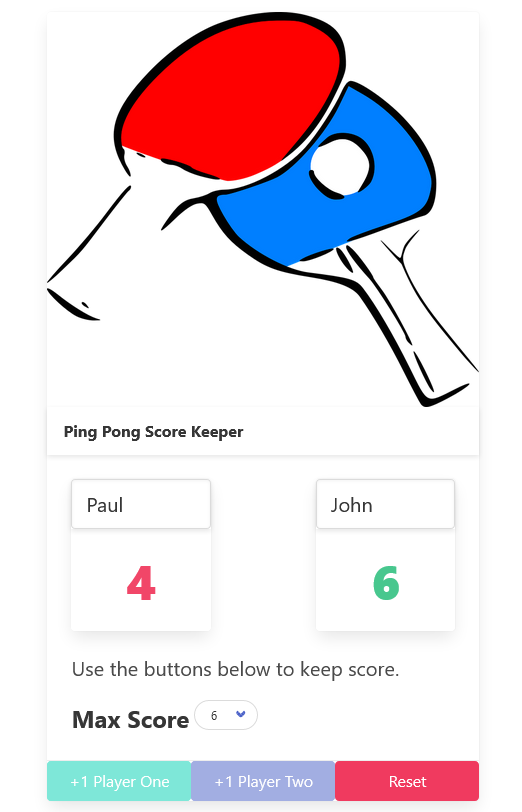 Ping Pong Score Keeper
Paul John
4 6
Use the buttons below to keep score.
Max Score 6
+1 Player One +1 Player Two Reset